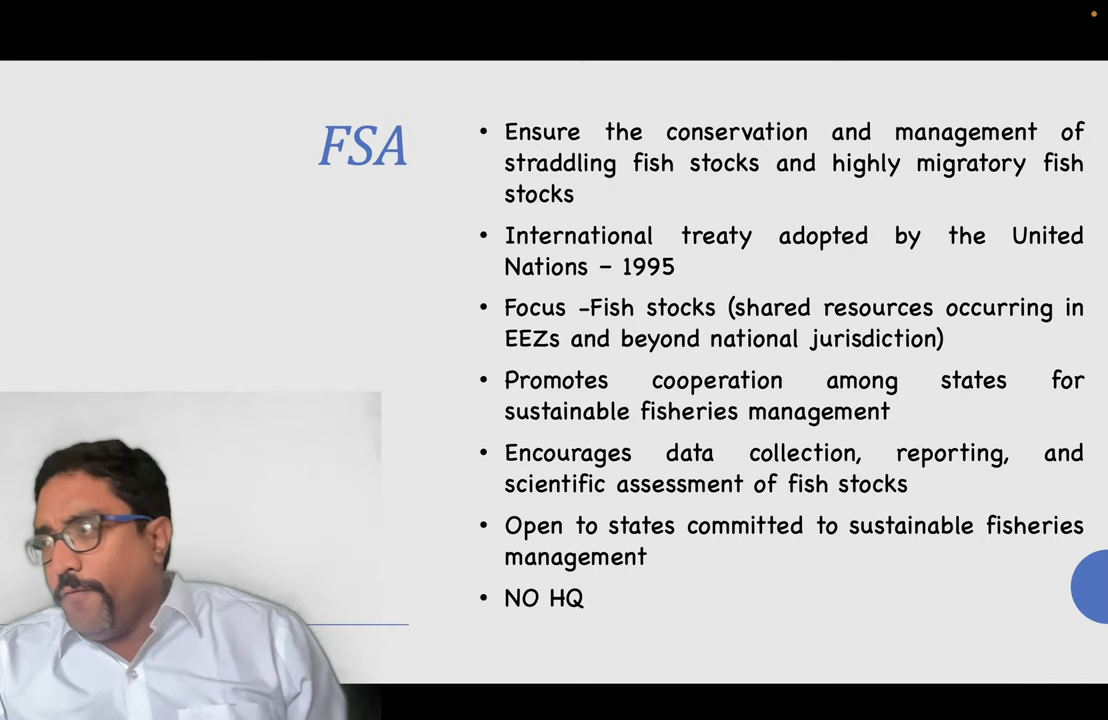 FSA
• Ensure the conservation and management of
straddling fish stocks and highly migratory fish
stocks
• International treaty adopted by the United
Nations – 1995
• Focus –Fish stocks (shared resources occurring in
EEZs and beyond national jurisdiction)
• Promotes cooperation among states for
sustainable fisheries management
• Encourages data collection, reporting, and
scientific assessment of fish stocks
• Open to states committed to sustainable fisheries
management
• NO HQ